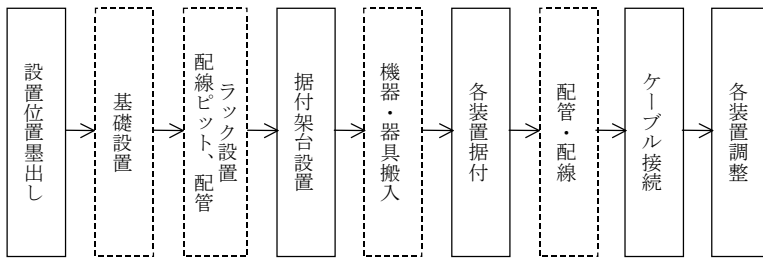 設置位置墨出し
基礎設置
配線ピット、配管
ラック設置
据付架台設置
機器・器具搬入
各装置据付
配管・配線
ケーブル接続
各装置調整